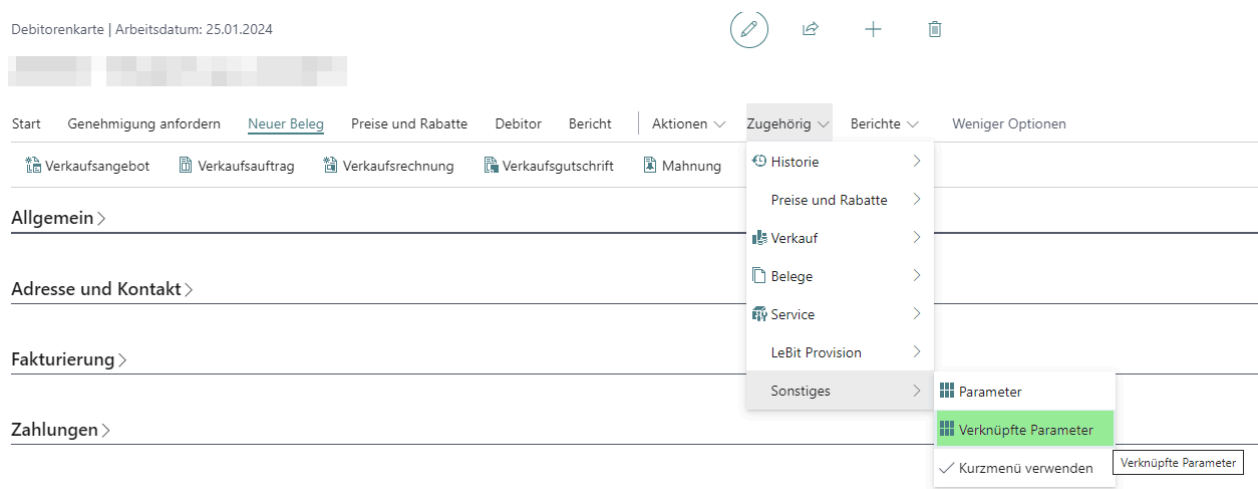 Debitorenkarte | Arbeitsdatum: 25.01.2024
Start Genehmigung anfordern Neuer Beleg Preise und Rabatte Debitor Bericht Aktionen Zugehörig Berichte Weniger Optionen
Verkaufsangebot Verkaufsauftrag Verkaufsrechnung Verkaufsgutschrift Mahnung
Historie
Preise und Rabatte
Verkauf
Belege
Service
LeBit Provision
Sonstiges
Parameter
Verknüpfte Parameter
Kurzmenü verwenden
Verknüpfte Parameter
Allgemein
Adresse und Kontakt
Fakturierung
Zahlungen